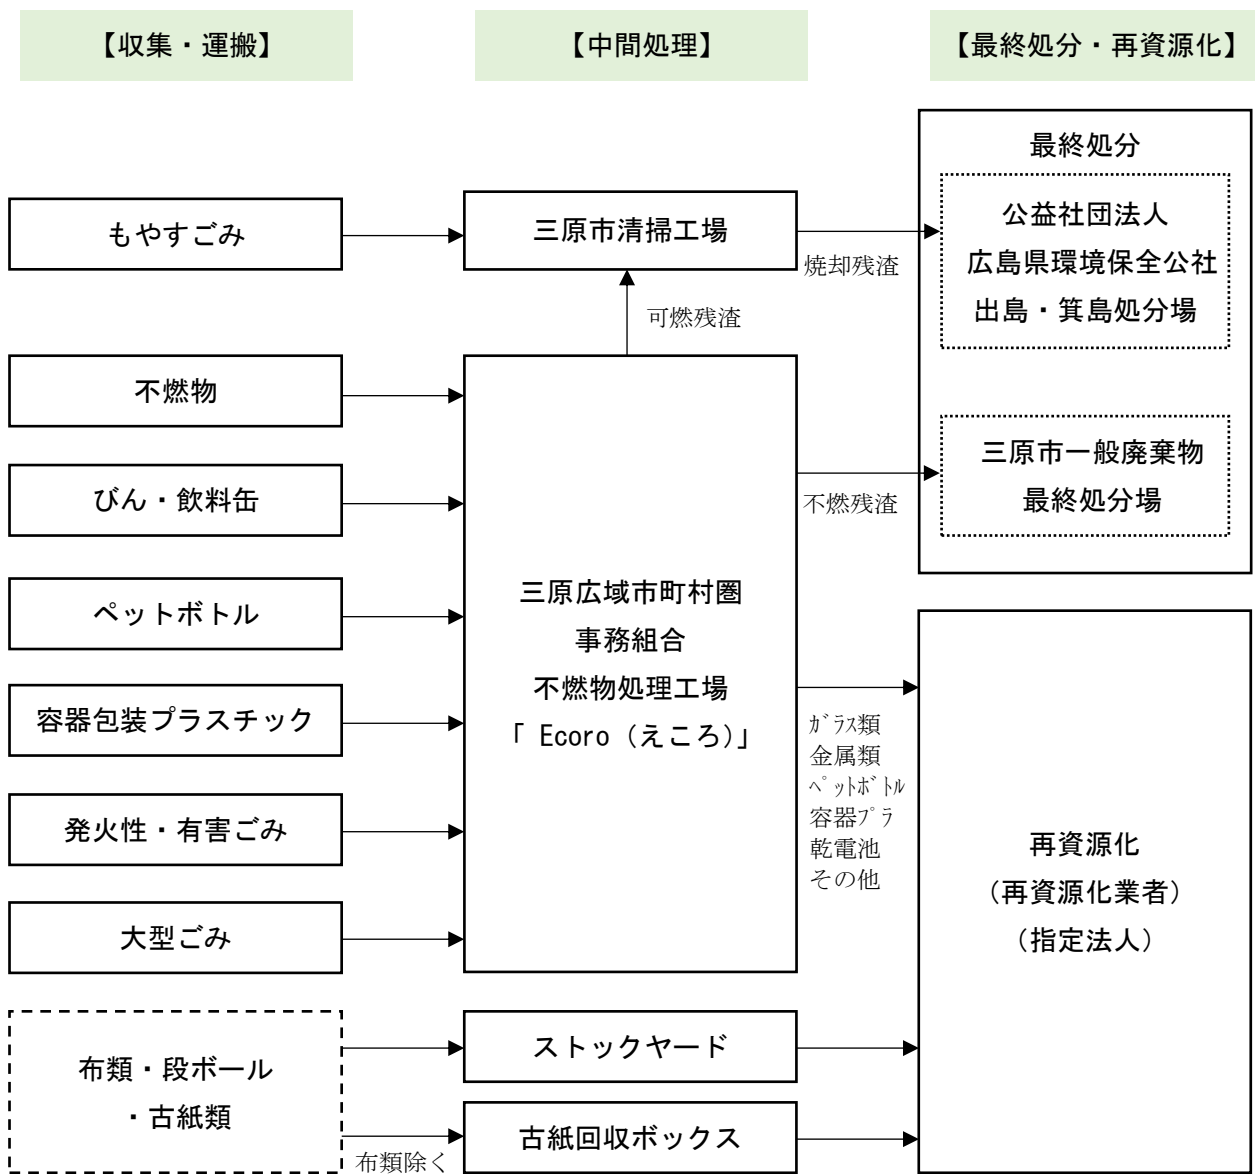 【収集・運搬】
【中間処理】
【最終処分・再資源化】
最終処分
もやすごみ
三原市清掃工場
焼却残渣
公益社団法人
広島県環境保全公社
出島・箕島処分場
可燃残渣
不燃物
びん・飲料缶
ペットボトル
容器包装プラスチック
発火性・有害ごみ
大型ごみ
三原広域市町村圏
事務組合
不燃物処理工場
「 Ecoro（えころ）」
不燃残渣
三原市一般廃棄物
最終処分場
ｶﾞﾗｽ類
金属類
ﾍﾟｯﾄﾎﾞﾄﾙ
容器ﾌﾟﾗ
乾電池
その他
再資源化
（再資源化業者）
（指定法人）
布類・段ボール
・古紙類
ストックヤード
布類除く
古紙回収ボックス